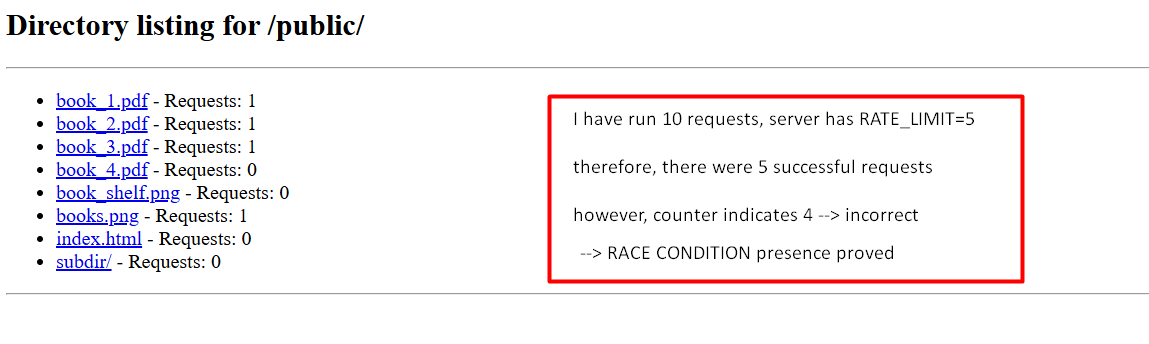 Directory listing for /public/
book_1.pdf - Requests: 1
book_2.pdf - Requests: 1
book_3.pdf - Requests: 1
book_4.pdf - Requests: 0
book_shelf.png - Requests: 0
books.png - Requests: 1
index.html - Requests: 0
subdir/ - Requests: 0
I have run 10 requests, server has RATE_LIMIT=5
therefore, there were 5 successful requests
however, counter indicates 4 --> incorrect
--> RACE CONDITION presence proved